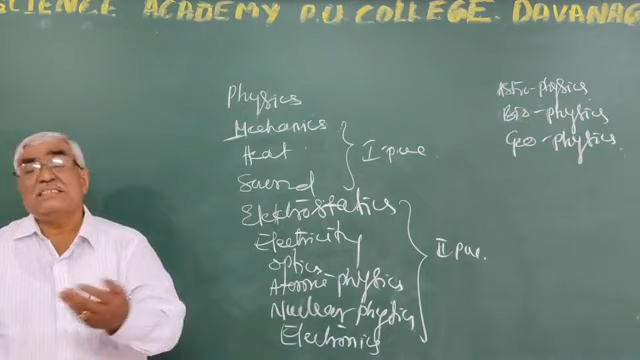 SCIENCE ACADEMY P.U COLLEGE. DAVANAG
Physics
Mechanics
Heat
Sound
I puc
Electrostatics
Electricity
Optics
Atomic physics
Nuclear physics
Electronics
II puc.
Astro-physics
Bio-physics
Geo-physics.